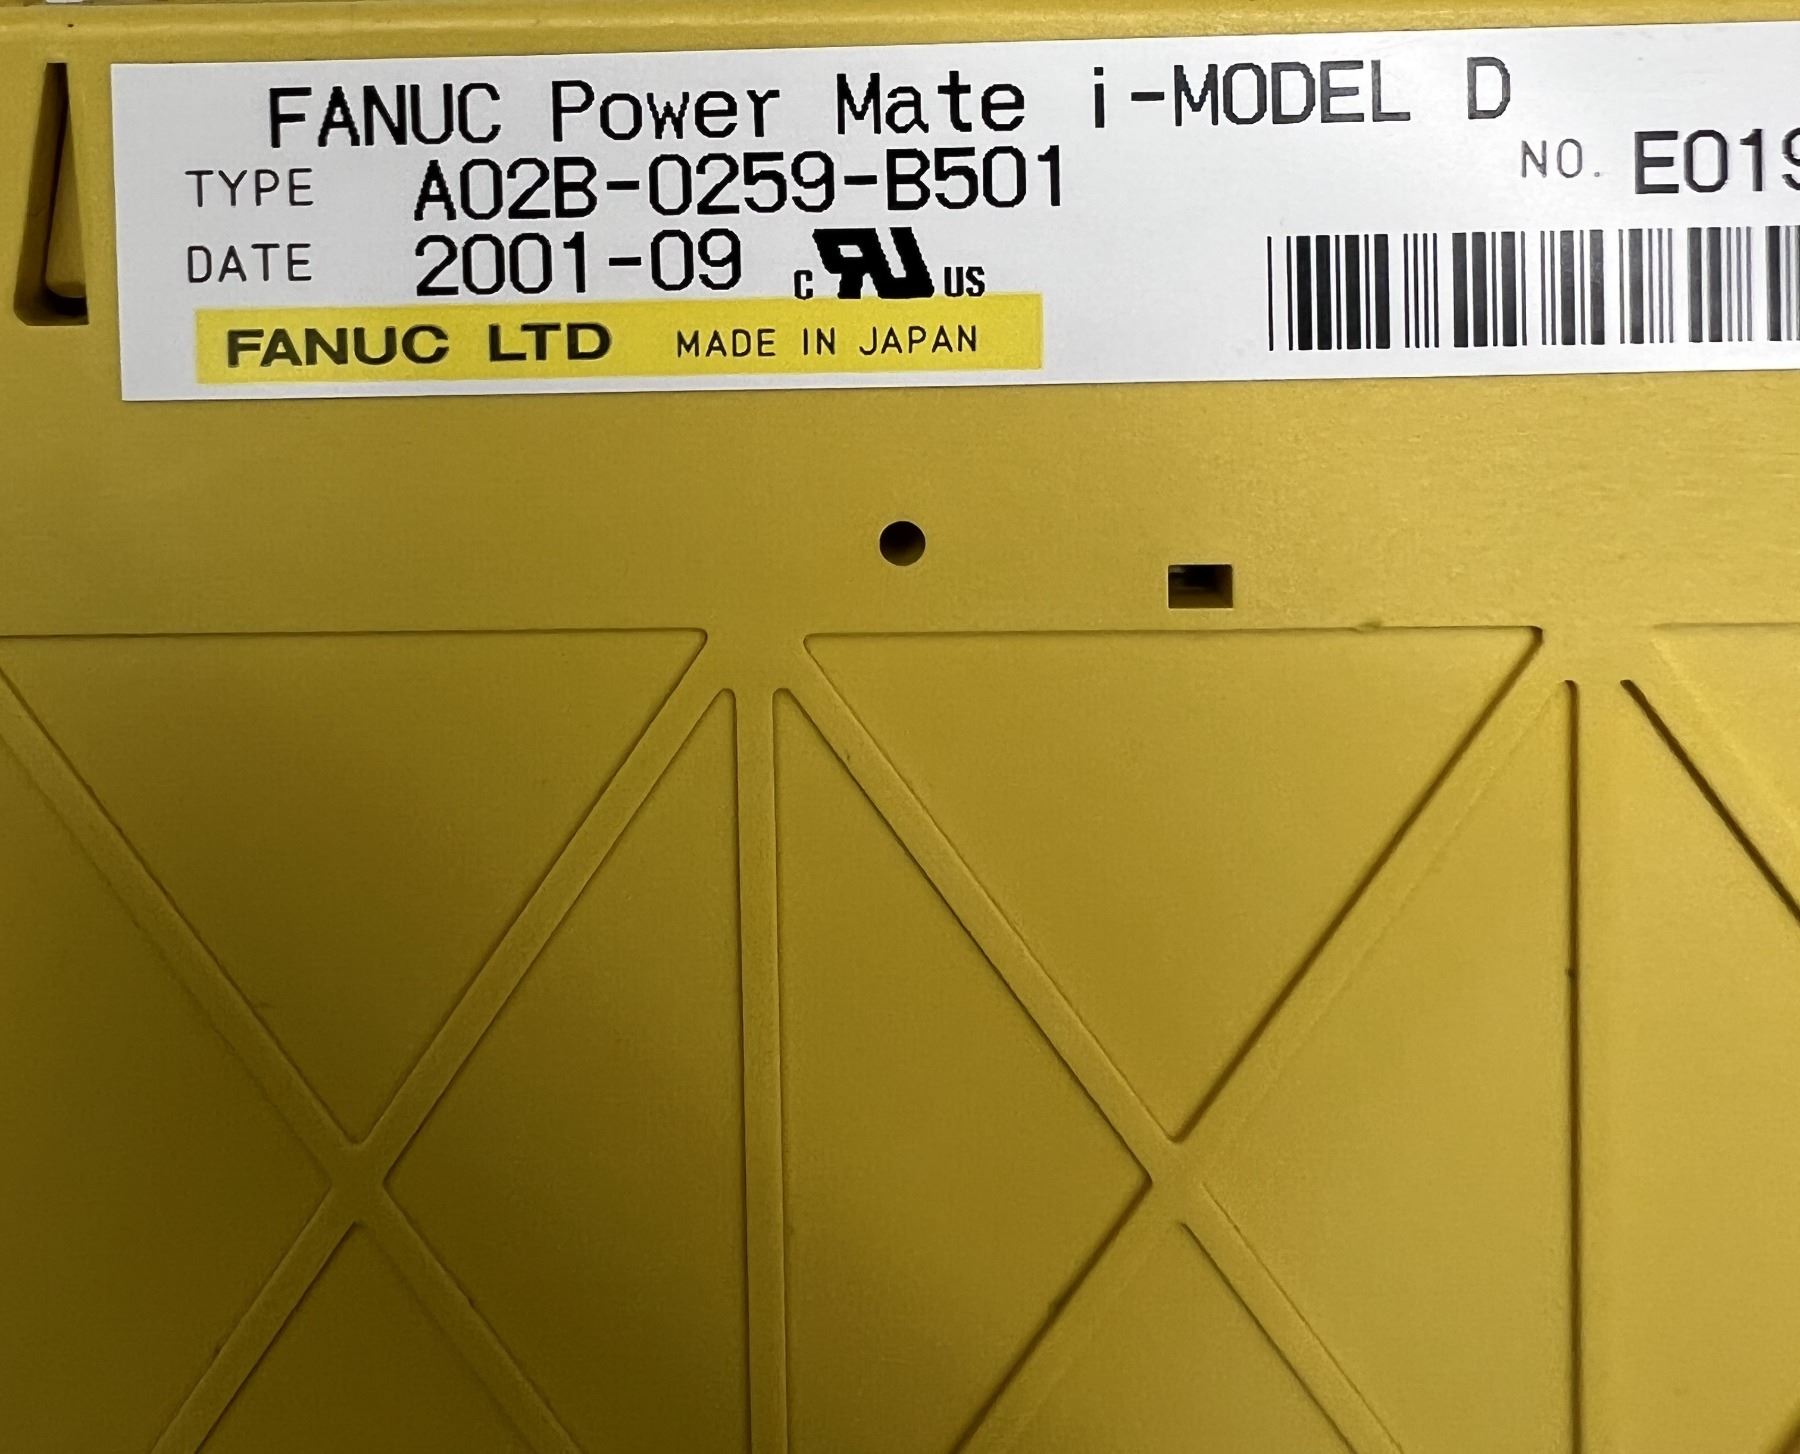 FANUC Power Mate i-MODEL D
TYPE A02B-0259-B501 NO. E019
DATE 2001-09 c RU US
FANUC LTD MADE IN JAPAN